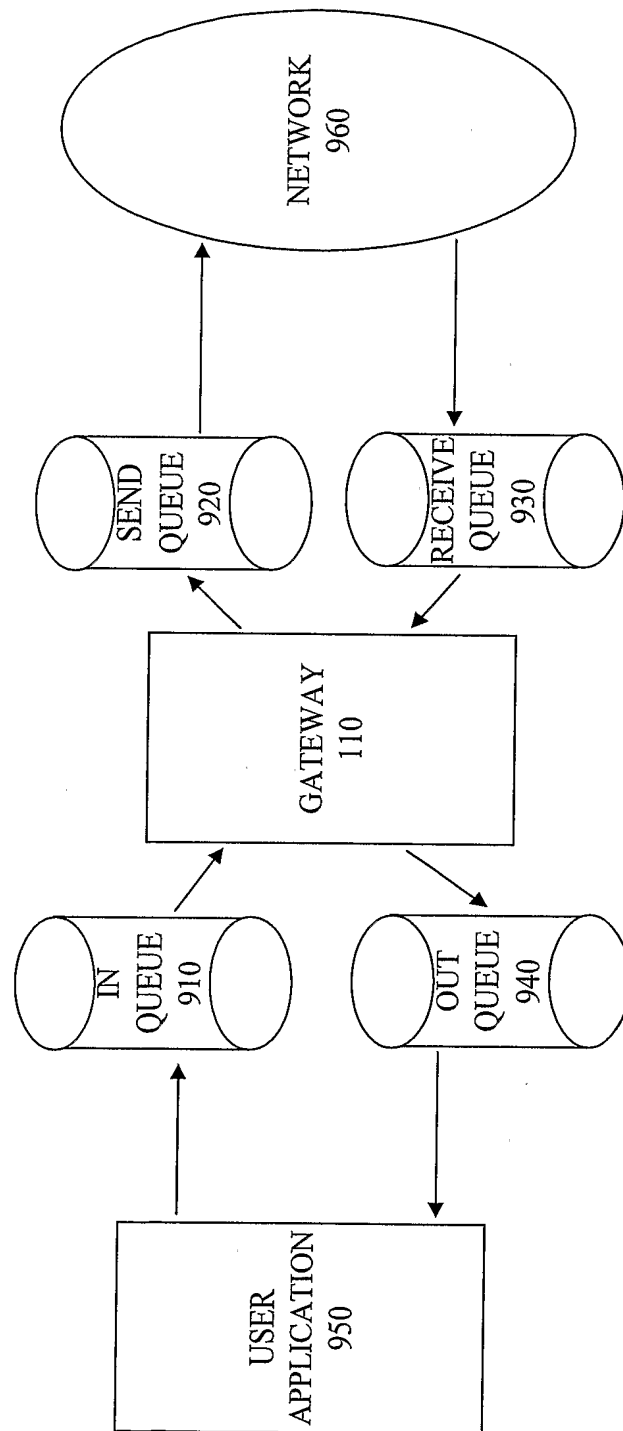 USER
APPLICATION
950
IN
QUEUE
910
OUT
QUEUE
940
GATEWAY
110
SEND
QUEUE
920
RECEIVE
QUEUE
930
NETWORK
960